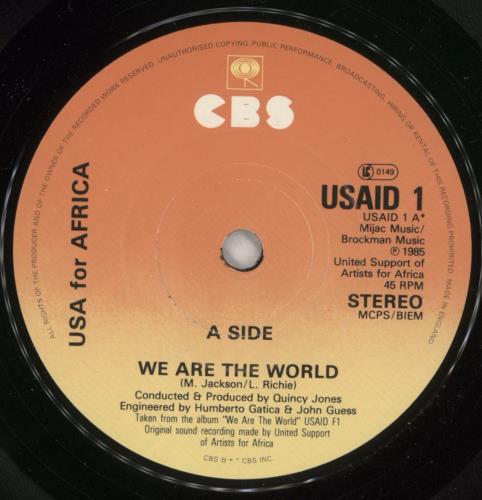 ALL RIGHTS OF THE PRODUCER AND OF THE OWNER OF THE RECORDED WORK RESERVED. UNAUTHORISED COPYING, PUBLIC PERFORMANCE, BROADCASTING, HIRING OR RENTAL OF THIS RECORDING PROHIBITED. MADE IN ENGLAND
CBS
USA for AFRICA
LC 0149
USAID 1
USAID 1 A*
Mijac Music/
Brockman Music
℗ 1985
United Support of
Artists for Africa
45 RPM
STEREO
MCPS/BIEM
A SIDE
WE ARE THE WORLD
(M. Jackson/L. Richie)
Conducted & Produced by Quincy Jones
Engineered by Humberto Gatica & John Guess
Taken from the album "We Are The World" USAID F1
Original sound recording made by United Support
of Artists for Africa
CBS & CBS INC.